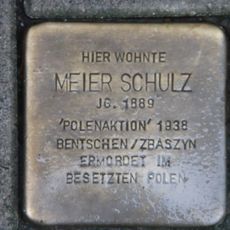 HIER WOHNTE
MEIER SCHULZ
JG. 1889
'POLENAKTION' 1938
BENTSCHEN/ZBASZYN
ERMORDET IM
BESETZTEN POLEN